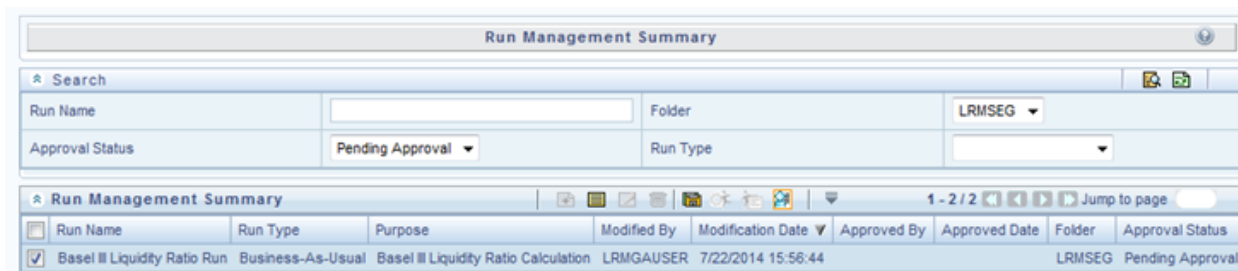 Run Management Summary
Search
Run Name Folder LRMSEG
Approval Status Pending Approval Run Type
Run Management Summary 1 - 2 / 2 Jump to page
Run Name Run Type Purpose Modified By Modification Date Approved By Approved Date Folder Approval Status
Basel III Liquidity Ratio Run Business-As-Usual Basel III Liquidity Ratio Calculation LRMGAUSER 7/22/2014 15:56:44 LRMSEG Pending Approval